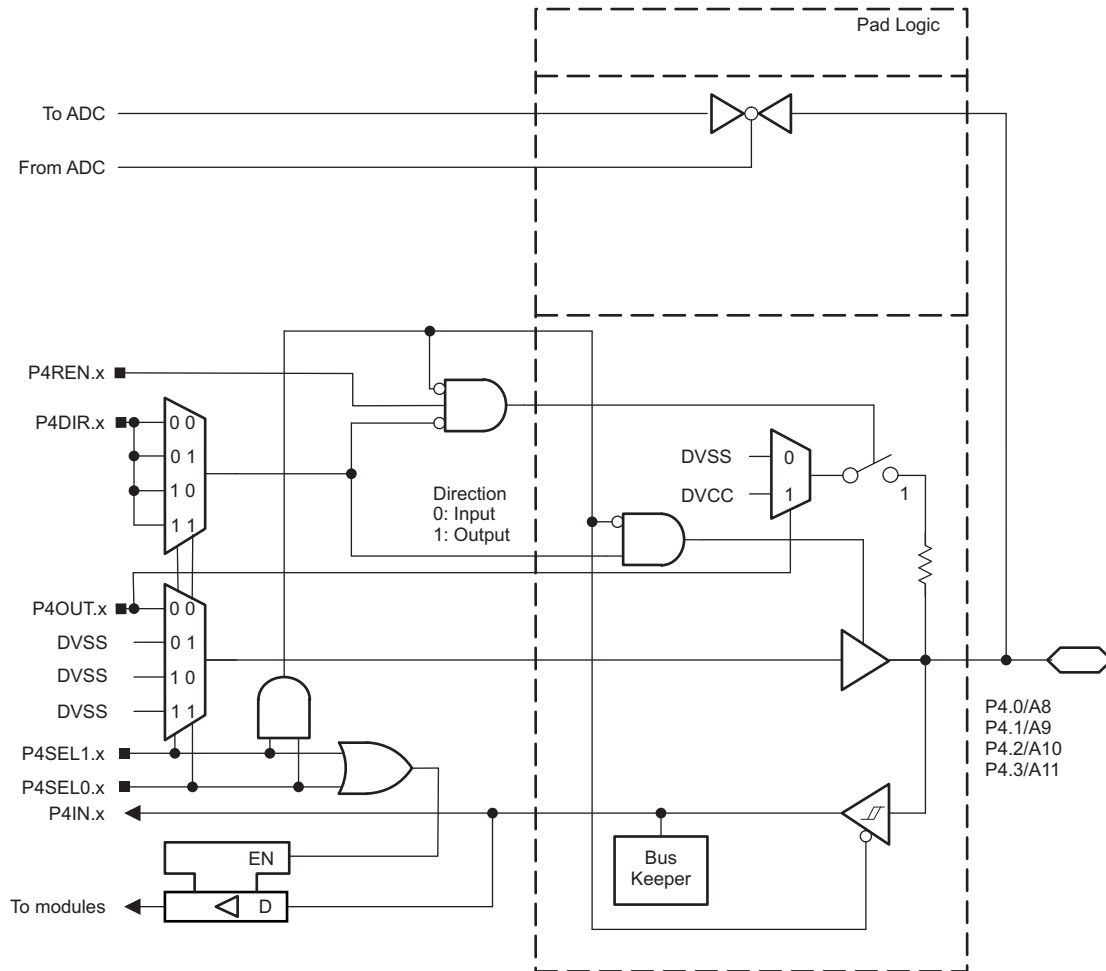 Pad Logic
To ADC
From ADC
P4REN.x
P4DIR.x
0 0
0 1
1 0
1 1
Direction
0: Input
1: Output
DVSS
0
DVCC
1
1
P4OUT.x
0 0
DVSS
0 1
DVSS
1 0
DVSS
1 1
P4SEL1.x
P4SEL0.x
P4IN.x
P4.0/A8
P4.1/A9
P4.2/A10
P4.3/A11
Bus
Keeper
EN
To modules
D